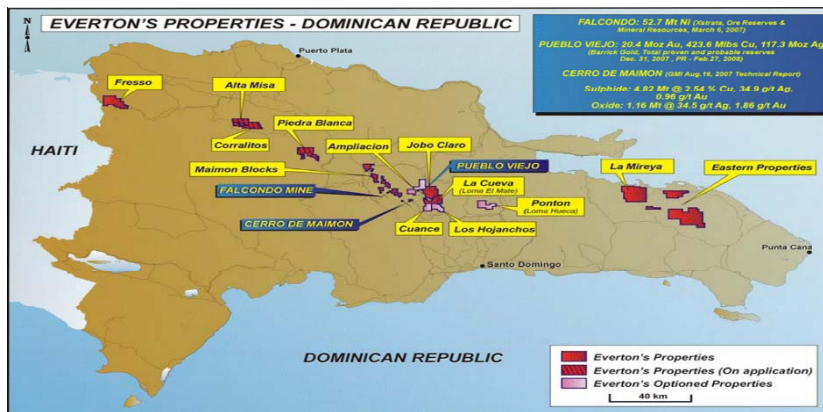 EVERTON'S PROPERTIES - DOMINICAN REPUBLIC
FALCONDO: 52.7 Mt Ni (Xstrata, Ore Reserves &
Mineral Resources, March 6, 2007)
PUEBLO VIEJO: 20.4 Moz Au, 423.6 Mlbs Cu, 117.3 Moz Ag
(Barrick Gold, Total proven and probable reserves
Dec. 31, 2007 , PR - Feb.27, 2008)
CERRO DE MAIMON (GMI Aug.16, 2007 Technical Report)
Sulphide: 4.82 Mt @ 2.54 % Cu, 34.9 g/t Ag,
0.96 g/t Au
Oxide: 1.16 Mt @ 34.5 g/t Ag, 1.86 g/t Au
N
Puerto Plata
Fresso
Alta Misa
Corralitos
Piedra Blanca
Ampliacion
Jobo Claro
HAITI
Maimon Blocks
PUEBLO VIEJO
La Mireya
Eastern Properties
FALCONDO MINE
La Cueva
(Loma El Mate)
Ponton
(Loma Hueca)
CERRO DE MAIMON
Cuance
Los Hojanchos
Punta Cana
Santo Domingo
DOMINICAN REPUBLIC
Everton's Properties
Everton's Properties (On application)
Everton's Optioned Properties
40 km